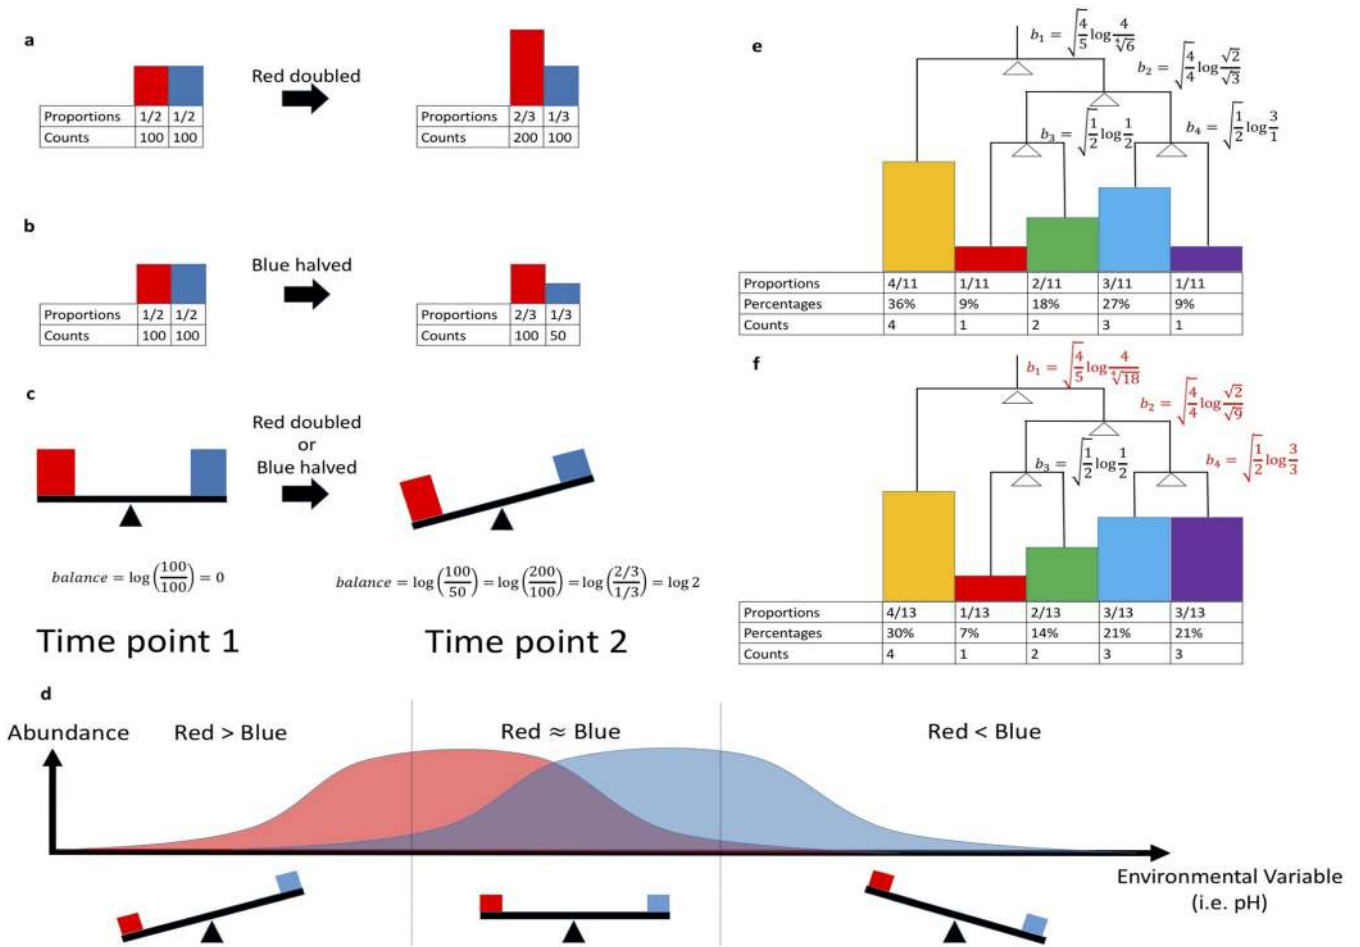 a
Red doubled
Proportions 1/2 1/2
Counts 100 100
Proportions 2/3 1/3
Counts 200 100
b
Blue halved
Proportions 1/2 1/2
Counts 100 100
Proportions 2/3 1/3
Counts 100 50
c
Red doubled
or
Blue halved
balance = log(100/100) = 0
balance = log(100/50) = log(200/100) = log((2/3)/(1/3)) = log 2
Time point 1
Time point 2
e
b₁ = √(4/5) log 4/⁴√6
b₂ = √(4/4) log √2/√3
b₃ = √(1/2) log 1/2
b₄ = √(1/2) log 3/1
Proportions 4/11 1/11 2/11 3/11 1/11
Percentages 36% 9% 18% 27% 9%
Counts 4 1 2 3 1
f
b₁ = √(4/5) log 4/⁴√18
b₂ = √(4/4) log √2/√9
b₃ = √(1/2) log 1/2
b₄ = √(1/2) log 3/3
Proportions 4/13 1/13 2/13 3/13 3/13
Percentages 30% 7% 14% 21% 21%
Counts 4 1 2 3 3
d
Abundance
Red > Blue
Red ≈ Blue
Red < Blue
Environmental Variable
(i.e. pH)